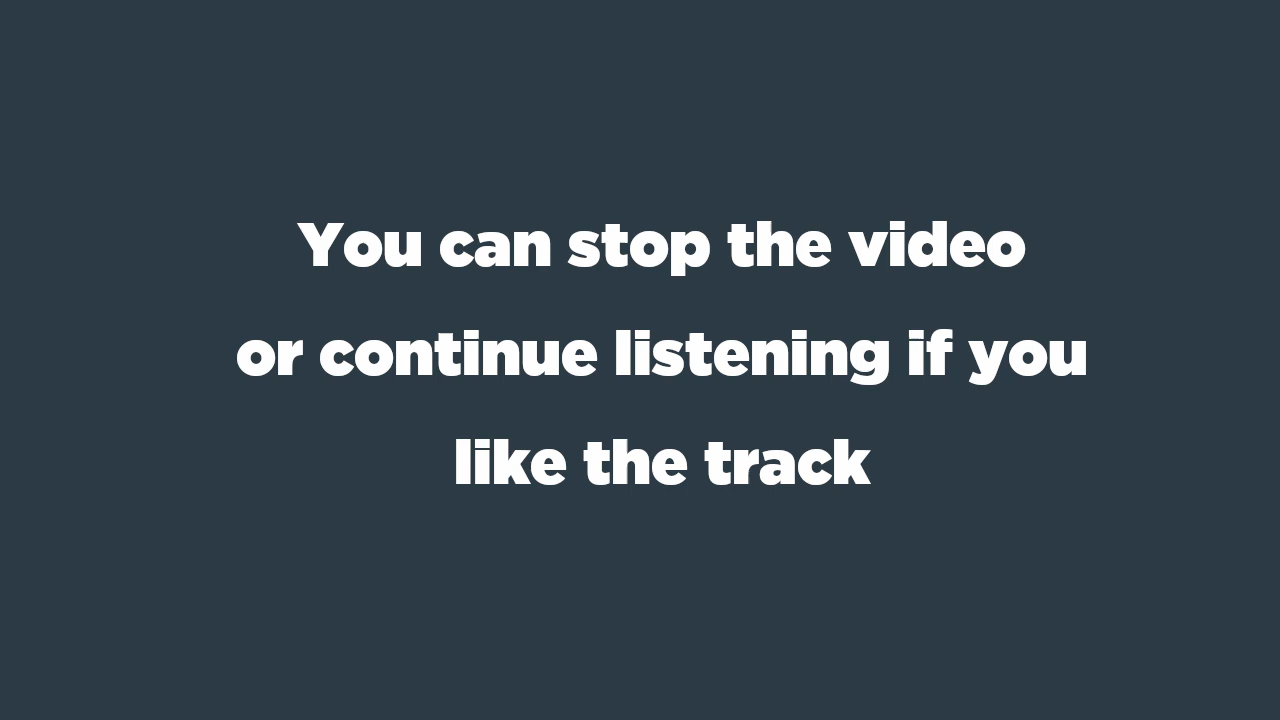 You can stop the video
or continue listening if you
like the track